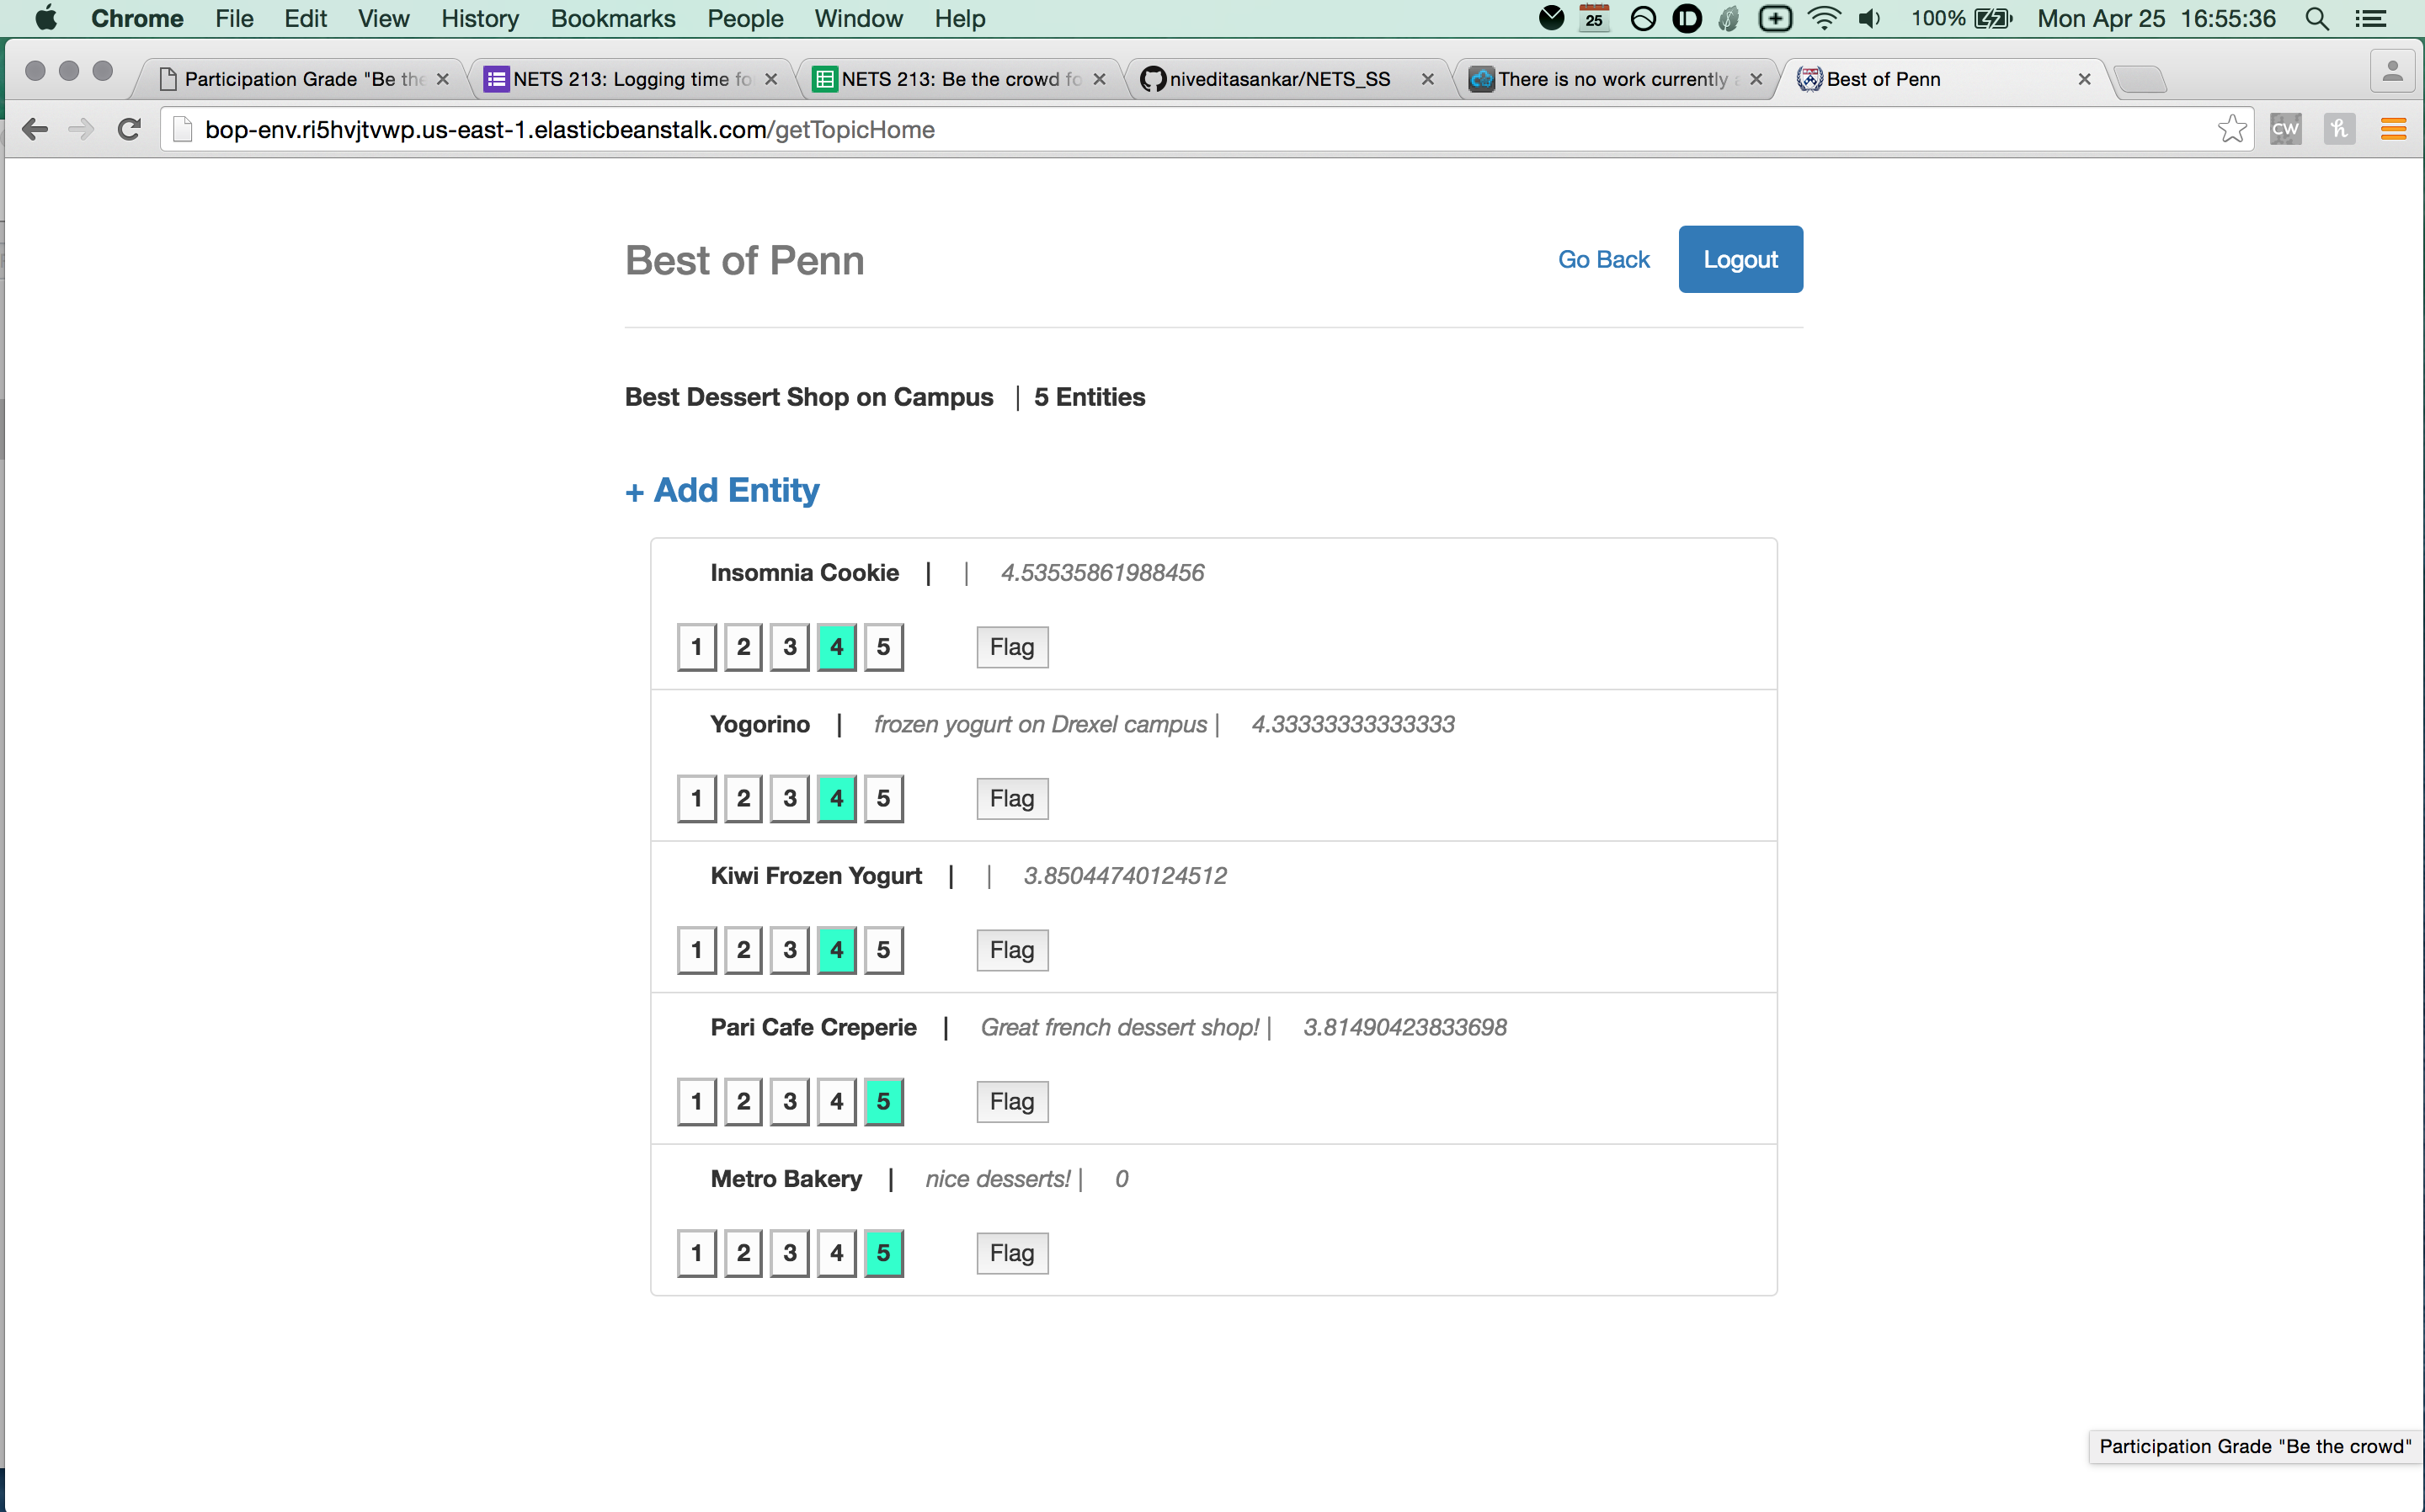 Chrome File Edit View History Bookmarks People Window Help 25 100% Mon Apr 25 16:55:36
Participation Grade "Be the NETS 213: Logging time fo NETS 213: Be the crowd fo niveditasankar/NETS_SS There is no work currently a Best of Penn
bop-env.ri5hvjtvwp.us-east-1.elasticbeanstalk.com/getTopicHome CW h
Best of Penn Go Back Logout
Best Dessert Shop on Campus | 5 Entities
+ Add Entity
Insomnia Cookie | | 4.53535861988456
1 2 3 4 5 Flag
Yogorino | frozen yogurt on Drexel campus | 4.33333333333333
1 2 3 4 5 Flag
Kiwi Frozen Yogurt | | 3.85044740124512
1 2 3 4 5 Flag
Pari Cafe Creperie | Great french dessert shop! | 3.81490423833698
1 2 3 4 5 Flag
Metro Bakery | nice desserts! | 0
1 2 3 4 5 Flag
Participation Grade "Be the crowd"